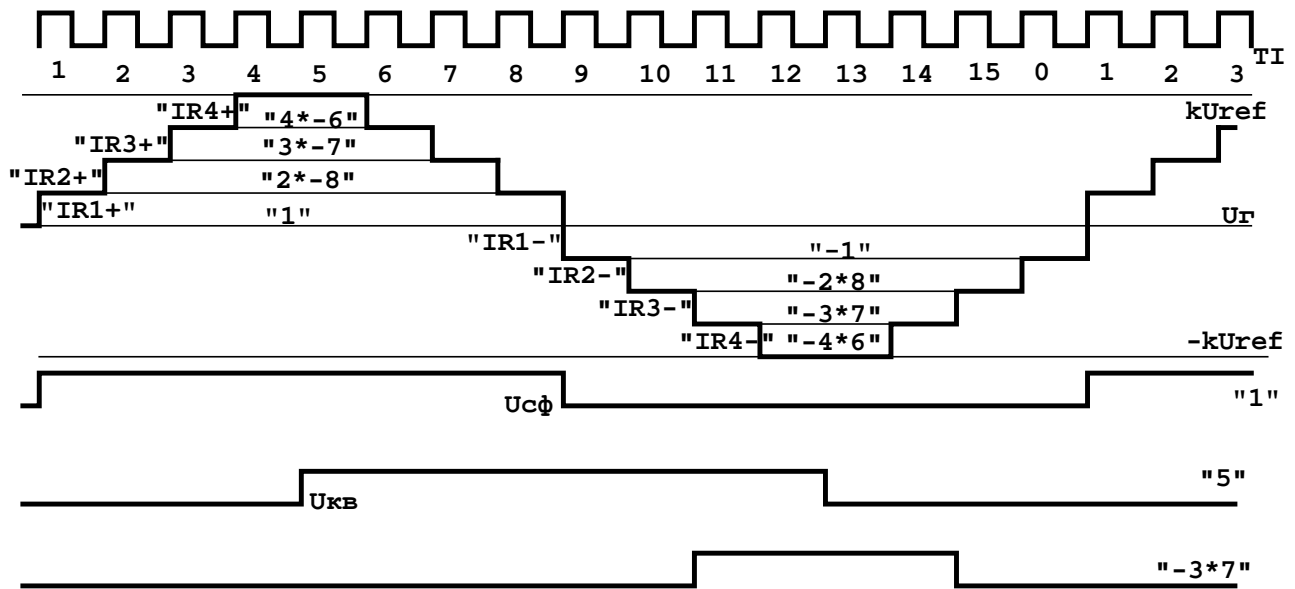 TI
1 2 3 4 5 6 7 8 9 10 11 12 13 14 15 0 1 2 3
"IR4+" "4*-6" kUref
"IR3+" "3*-7"
"IR2+" "2*-8"
"IR1+" "1" Uг
"IR1-" "-1"
"IR2-" "-2*8"
"IR3-" "-3*7"
"IR4-" "-4*6" -kUref
Uсф "1"
Uкв "5"
"-3*7"